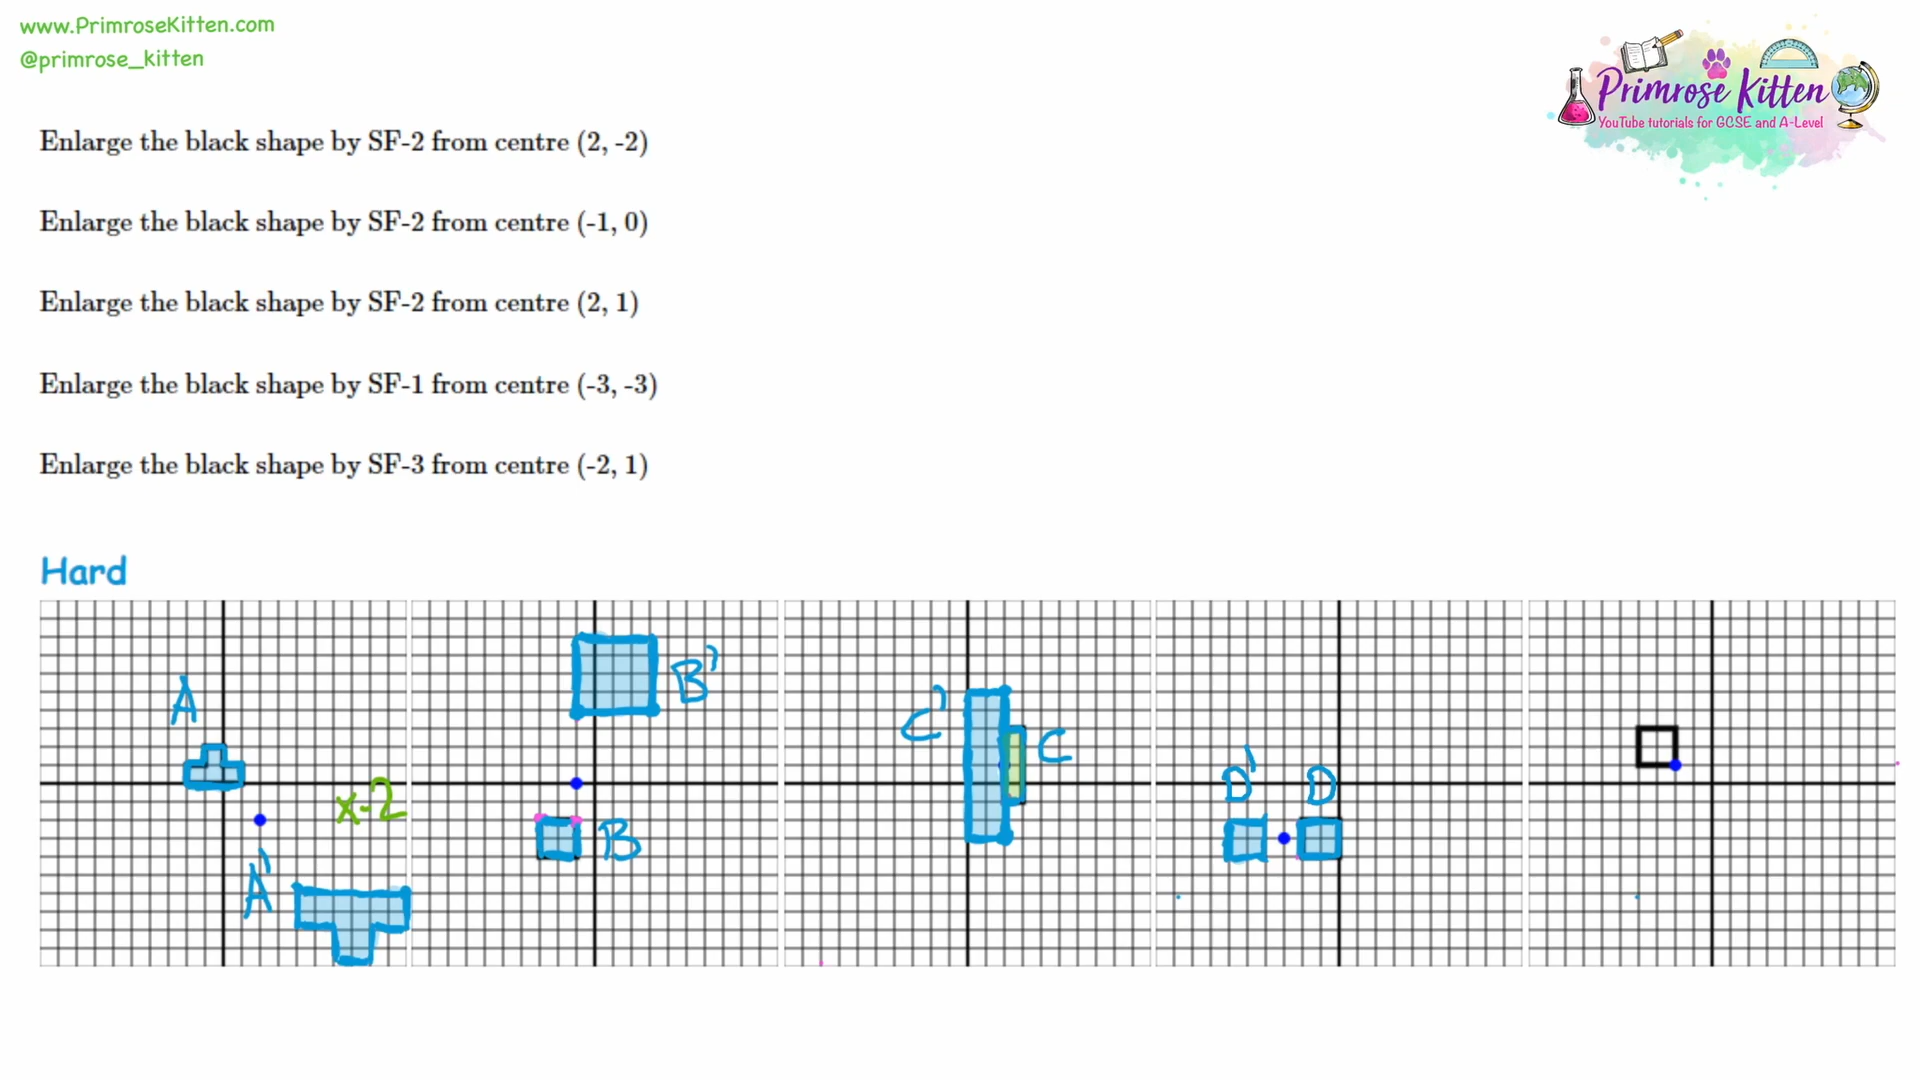 www.PrimroseKitten.com
@primrose_kitten
Primrose Kitten
YouTube tutorials for GCSE and A-Level
Enlarge the black shape by SF-2 from centre (2, -2)
Enlarge the black shape by SF-2 from centre (-1, 0)
Enlarge the black shape by SF-2 from centre (2, 1)
Enlarge the black shape by SF-1 from centre (-3, -3)
Enlarge the black shape by SF-3 from centre (-2, 1)
Hard
A
B'
C'
C
D'
D
x-2
B
A'